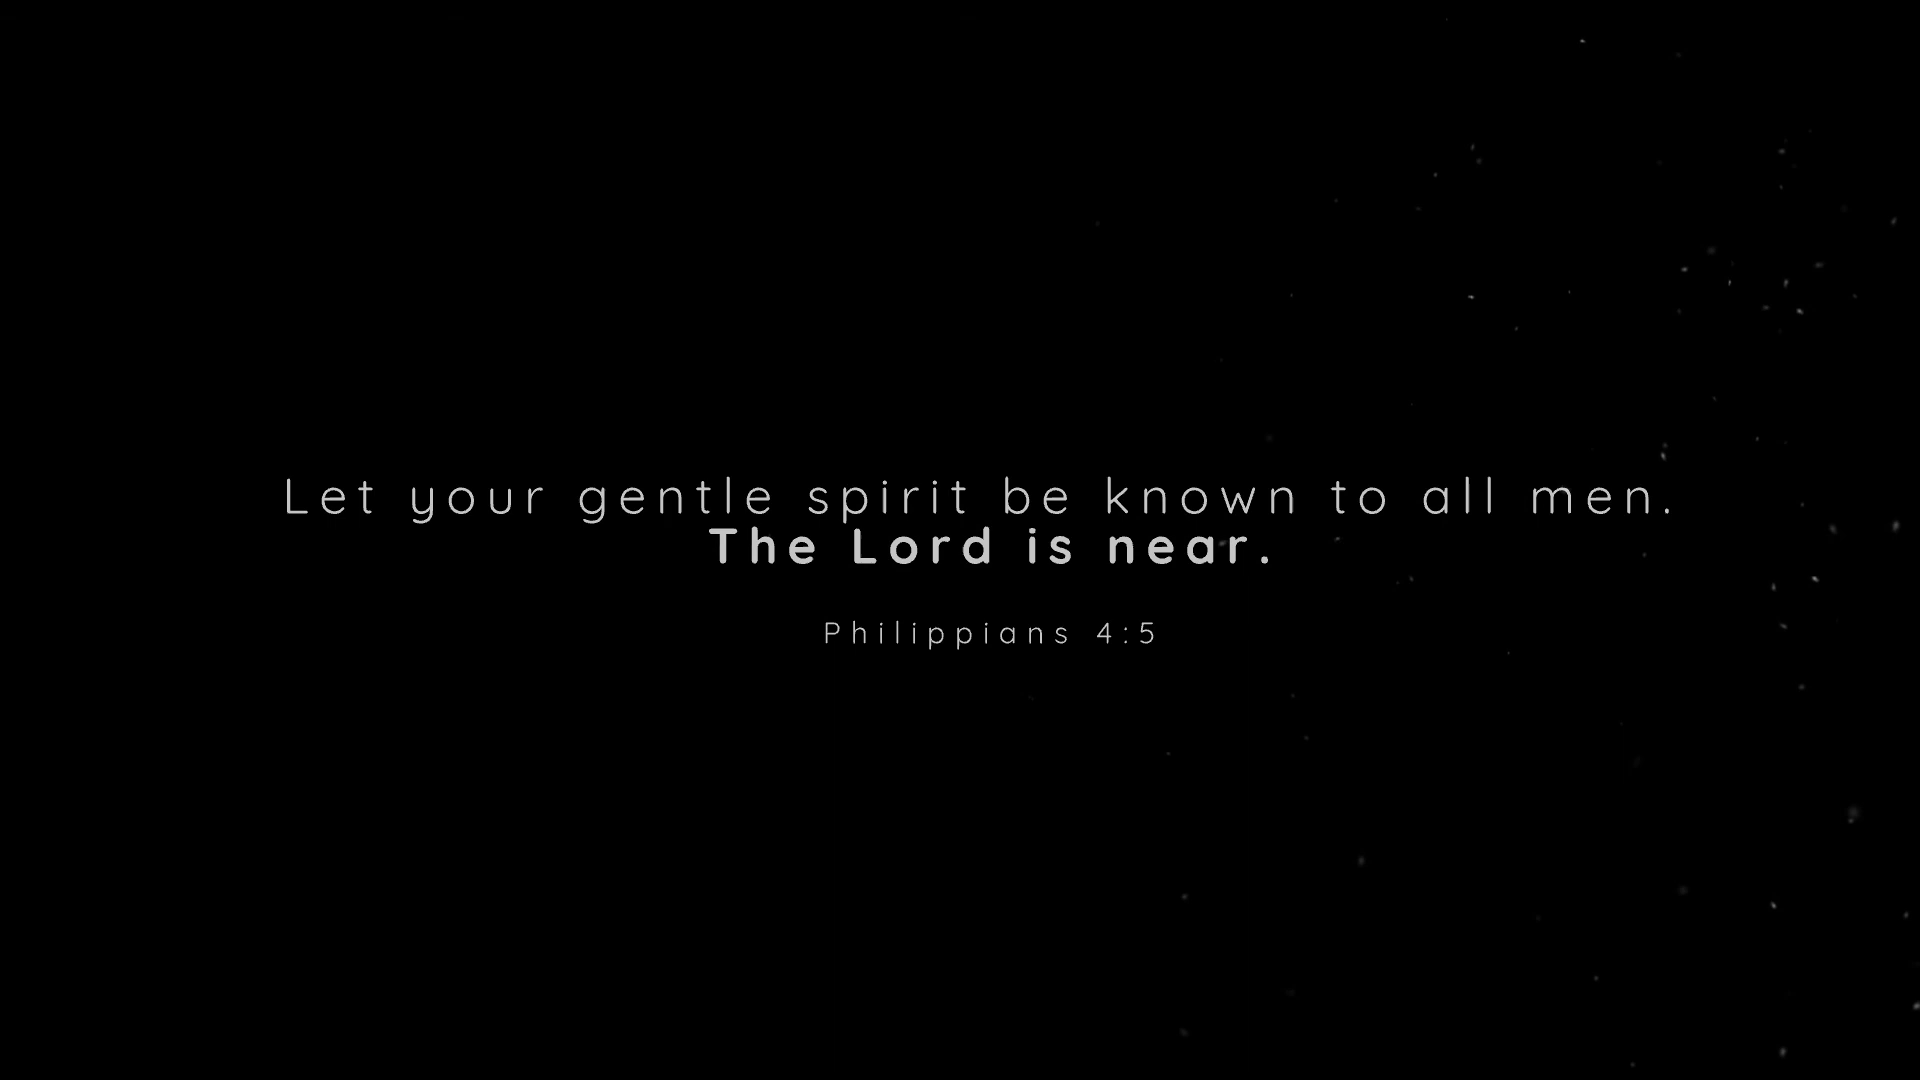 Let your gentle spirit be known to all men.
The Lord is near.
Philippians 4:5